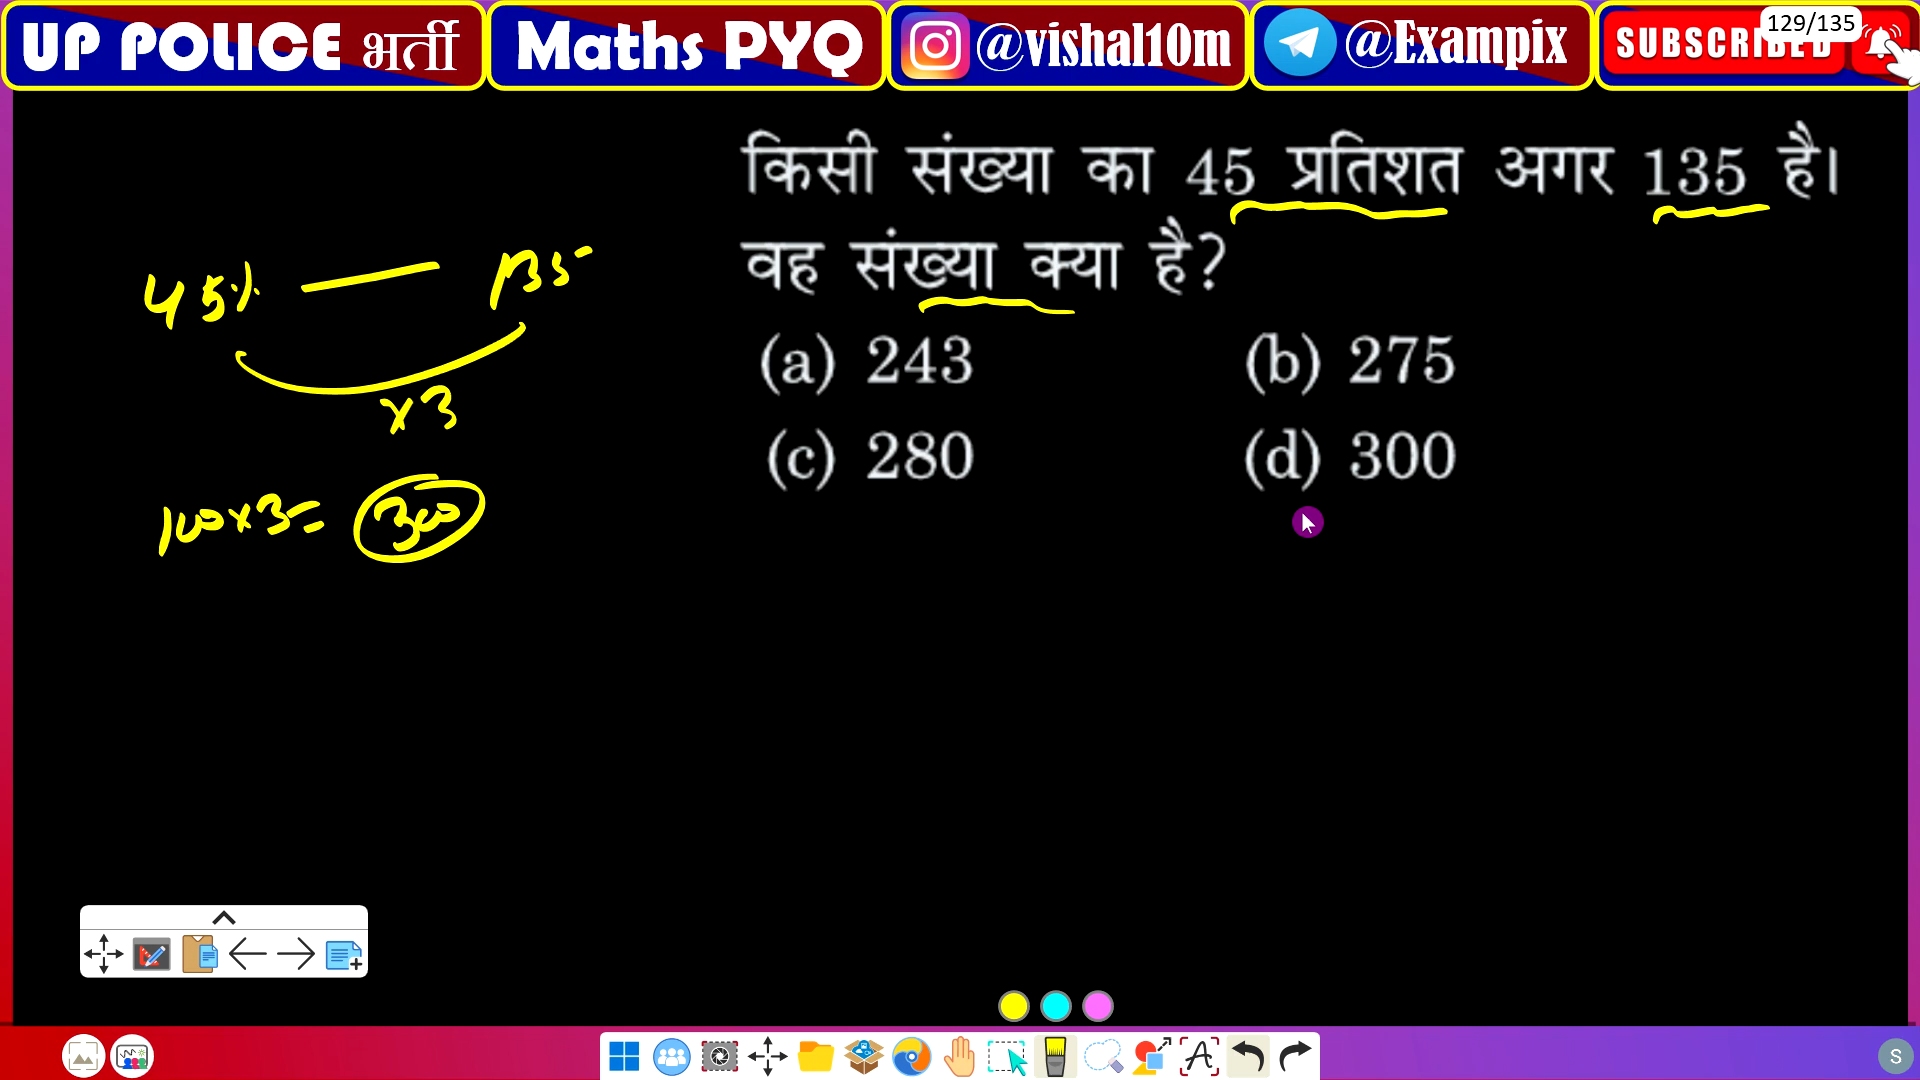 UP POLICE भर्ती
Maths PYQ
@vishal10m
@Exampix
SUBSCRIBED
129/135
किसी संख्या का 45 प्रतिशत अगर 135 है।
वह संख्या क्या है?
(a) 243 (b) 275
(c) 280 (d) 300
45% — 135
×3
100×3= 300
S